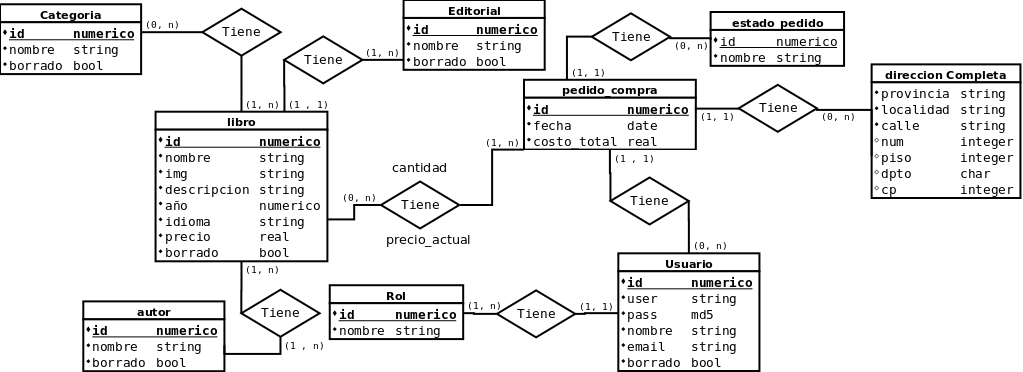 Categoria
id numerico
nombre string
borrado bool
(0, n)
Tiene
(1, n)
Editorial
id numerico
nombre string
borrado bool
(1, n)
Tiene
(1 , 1)
estado_pedido
id numerico
nombre string
(0, n)
Tiene
(1, 1)
direccion Completa
provincia string
localidad string
calle string
num integer
piso integer
dpto char
cp integer
(0, n)
Tiene
(1, 1)
pedido_compra
id numerico
fecha date
costo_total real
(1, n)
(1 , 1)
libro
id numerico
nombre string
img string
descripcion string
año numerico
idioma string
precio real
borrado bool
(0, n)
cantidad
Tiene
precio_actual
(1, n)
Tiene
(1 , n)
autor
id numerico
nombre string
borrado bool
Rol
id numerico
nombre string
(1, n)
Tiene
(1, 1)
Tiene
(0, n)
Usuario
id numerico
user string
pass md5
nombre string
email string
borrado bool